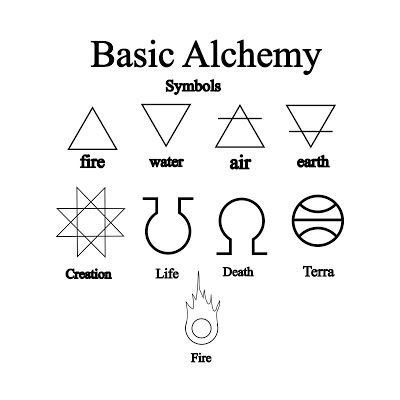 Basic Alchemy
Symbols
fire water air earth
Creation Life Death Terra
Fire